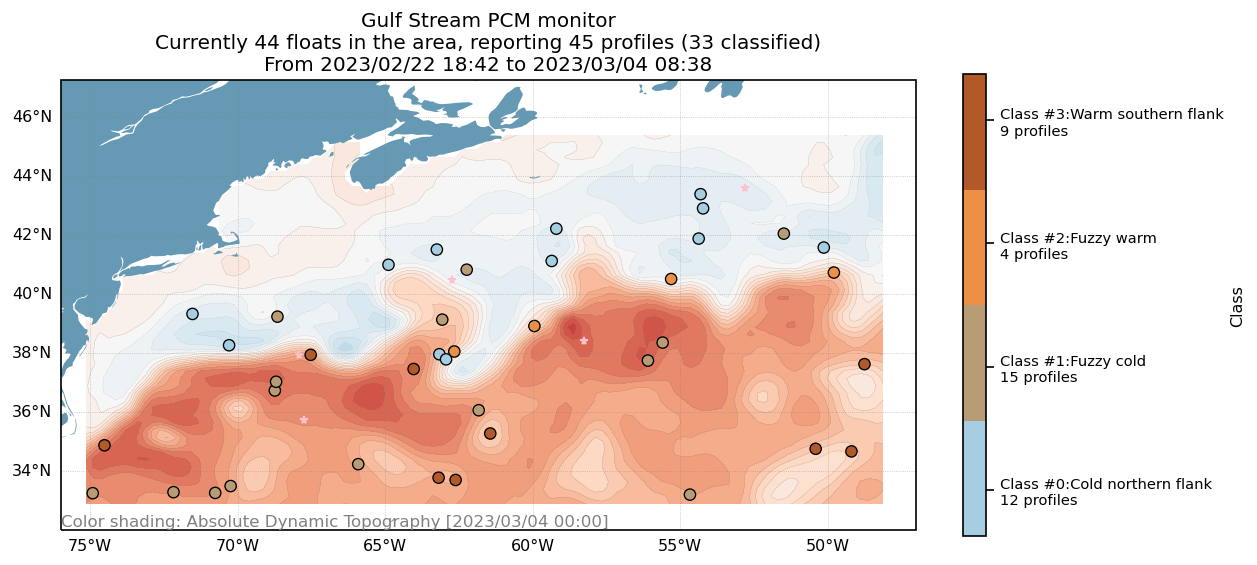 Gulf Stream PCM monitor
Currently 44 floats in the area, reporting 45 profiles (33 classified)
From 2023/02/22 18:42 to 2023/03/04 08:38
46°N
44°N
42°N
40°N
38°N
36°N
34°N
Color shading: Absolute Dynamic Topography [2023/03/04 00:00]
75°W
70°W
65°W
60°W
55°W
50°W
Class #3:Warm southern flank
9 profiles
Class #2:Fuzzy warm
4 profiles
Class #1:Fuzzy cold
15 profiles
Class #0:Cold northern flank
12 profiles
Class